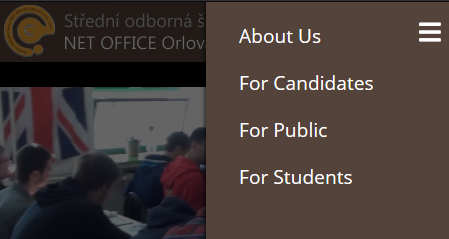 Střední odborná š
NET OFFICE Orlov
About Us
For Candidates
For Public
For Students